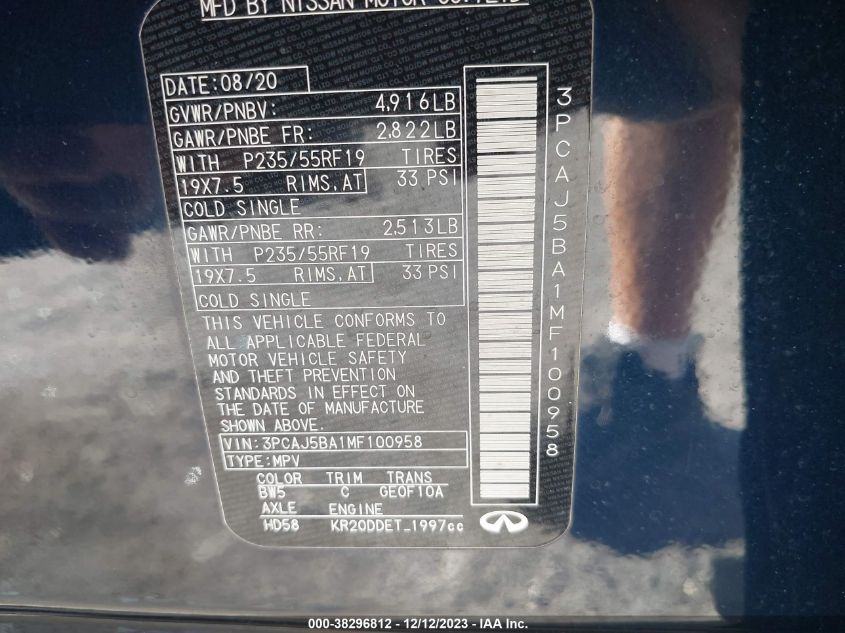 MFD BY NISSAN MOTOR CO.,LTD
DATE:08/20
GVWR/PNBV: 4,916LB
GAWR/PNBE FR: 2,822LB
WITH P235/55RF19 TIRES
19X7.5 RIMS,AT 33 PSI
COLD SINGLE
GAWR/PNBE RR: 2,513LB
WITH P235/55RF19 TIRES
19X7.5 RIMS,AT 33 PSI
COLD SINGLE
THIS VEHICLE CONFORMS TO
ALL APPLICABLE FEDERAL
MOTOR VEHICLE SAFETY
AND THEFT PREVENTION
STANDARDS IN EFFECT ON
THE DATE OF MANUFACTURE
SHOWN ABOVE.
VIN:3PCAJ5BA1MF100958
TYPE:MPV
COLOR TRIM TRANS
BW5 C GE0F10A
AXLE ENGINE
HD58 KR20DDET_1997cc
3PCAJ5BA1MF100958
000-38296812 - 12/12/2023 - IAA Inc.